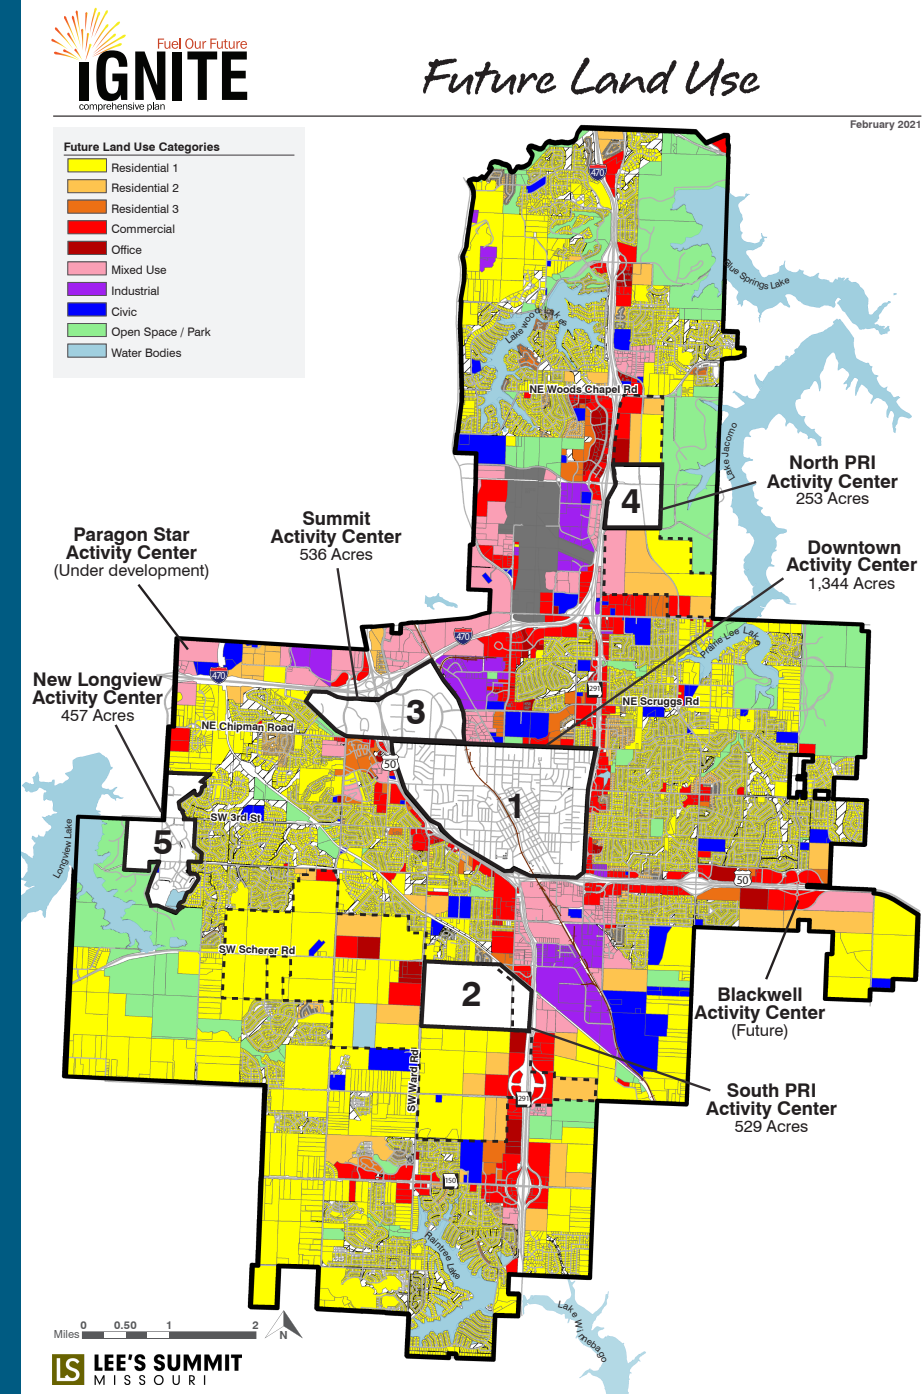 Fuel Our Future
IGNITE
comprehensive plan
Future Land Use
February 2021
Future Land Use Categories
Residential 1
Residential 2
Residential 3
Commercial
Office
Mixed Use
Industrial
Civic
Open Space / Park
Water Bodies
470
Blue Springs Lake
Lakewood Lakes
NE Woods Chapel Rd
Lake Jacomo
North PRI
Activity Center
253 Acres
4
Summit
Activity Center
536 Acres
Paragon Star
Activity Center
(Under development)
Downtown
Activity Center
1,344 Acres
470
Prairie Lee Lake
470
New Longview
Activity Center
457 Acres
291
NE Scruggs Rd
3
NE Chipman Road
50
1
SW 3rd St
5
Longview Lake
50
SW Scherer Rd
2
Blackwell
Activity Center
(Future)
SW Ward Rd
South PRI
Activity Center
529 Acres
291
150
Raintree Lake
Lake Winnebago
0 0.50 1 2
Miles
N
LS LEE'S SUMMIT
MISSOURI